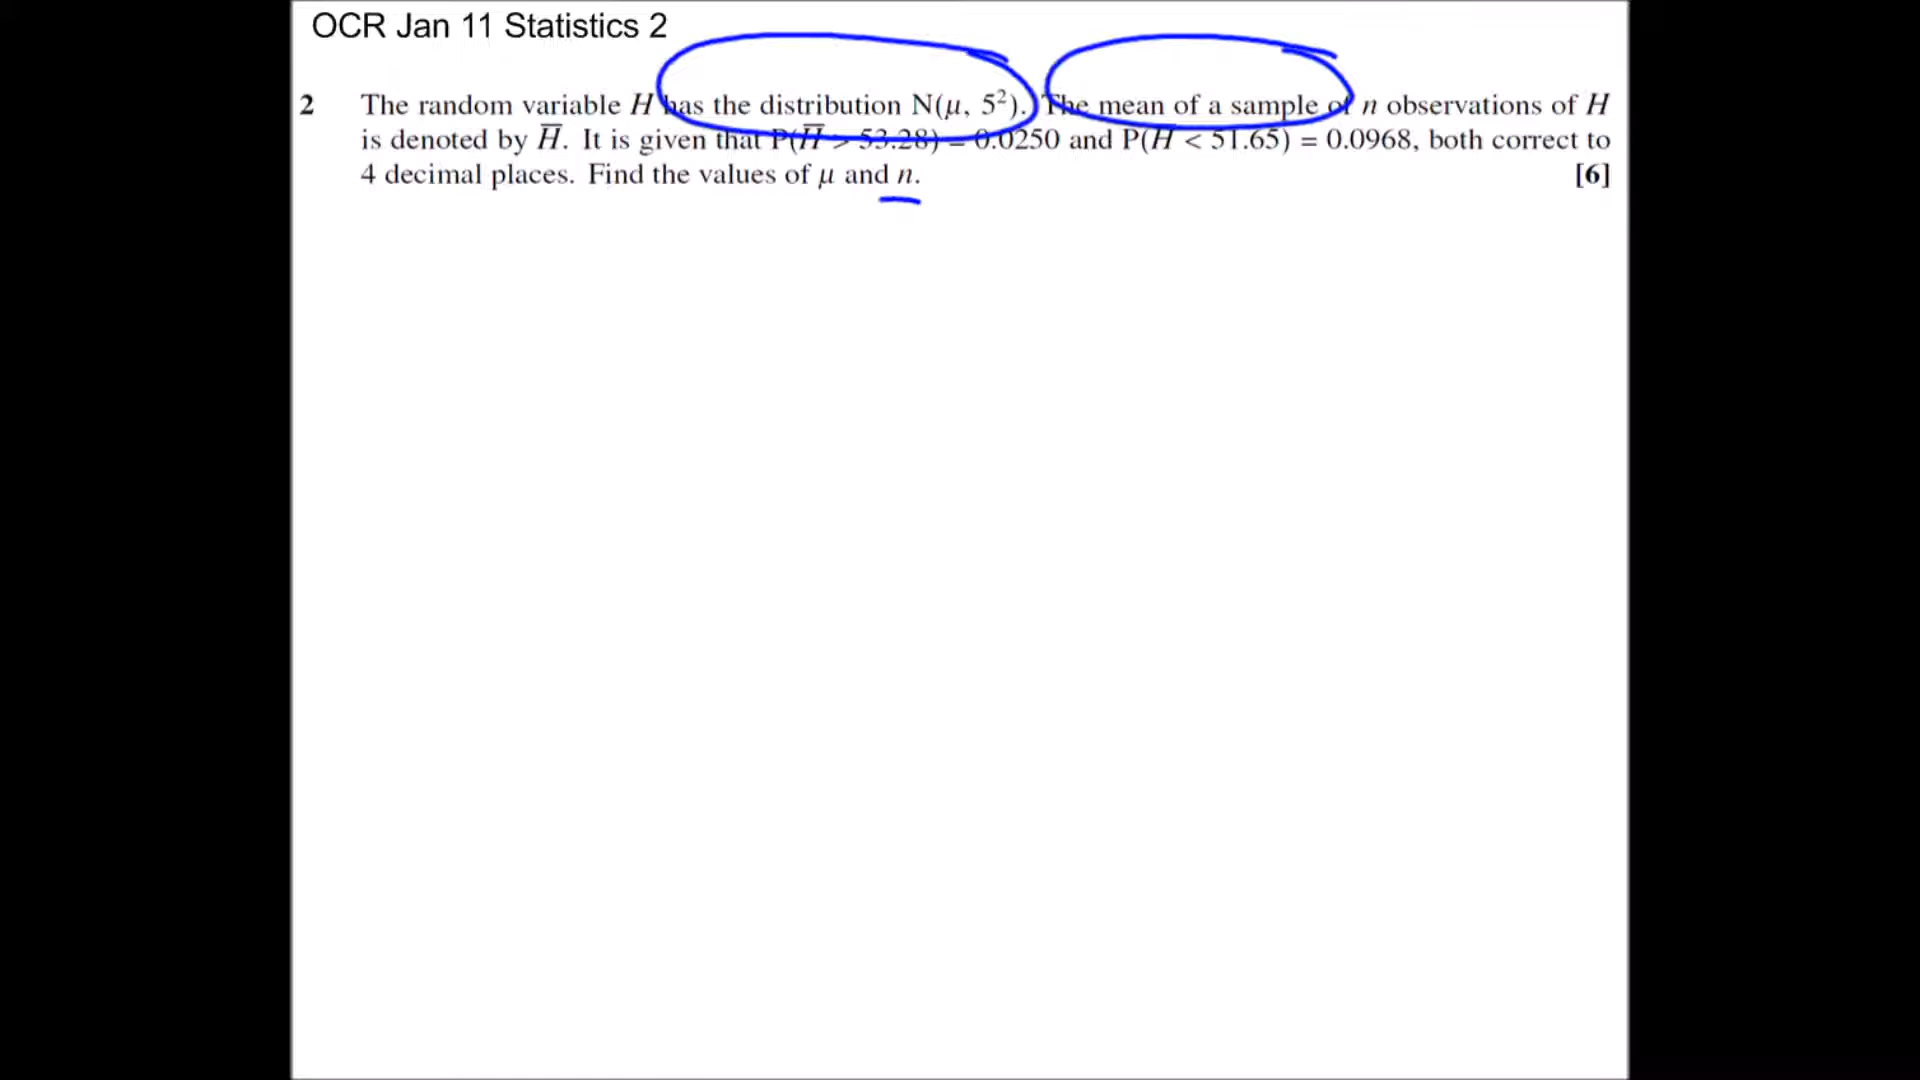 OCR Jan 11 Statistics 2
2 The random variable H has the distribution N(μ, 5²). The mean of a sample of n observations of H
is denoted by H̅. It is given that P(H̅ > 53.28) = 0.0250 and P(H̅ < 51.65) = 0.0968, both correct to
4 decimal places. Find the values of μ and n. [6]